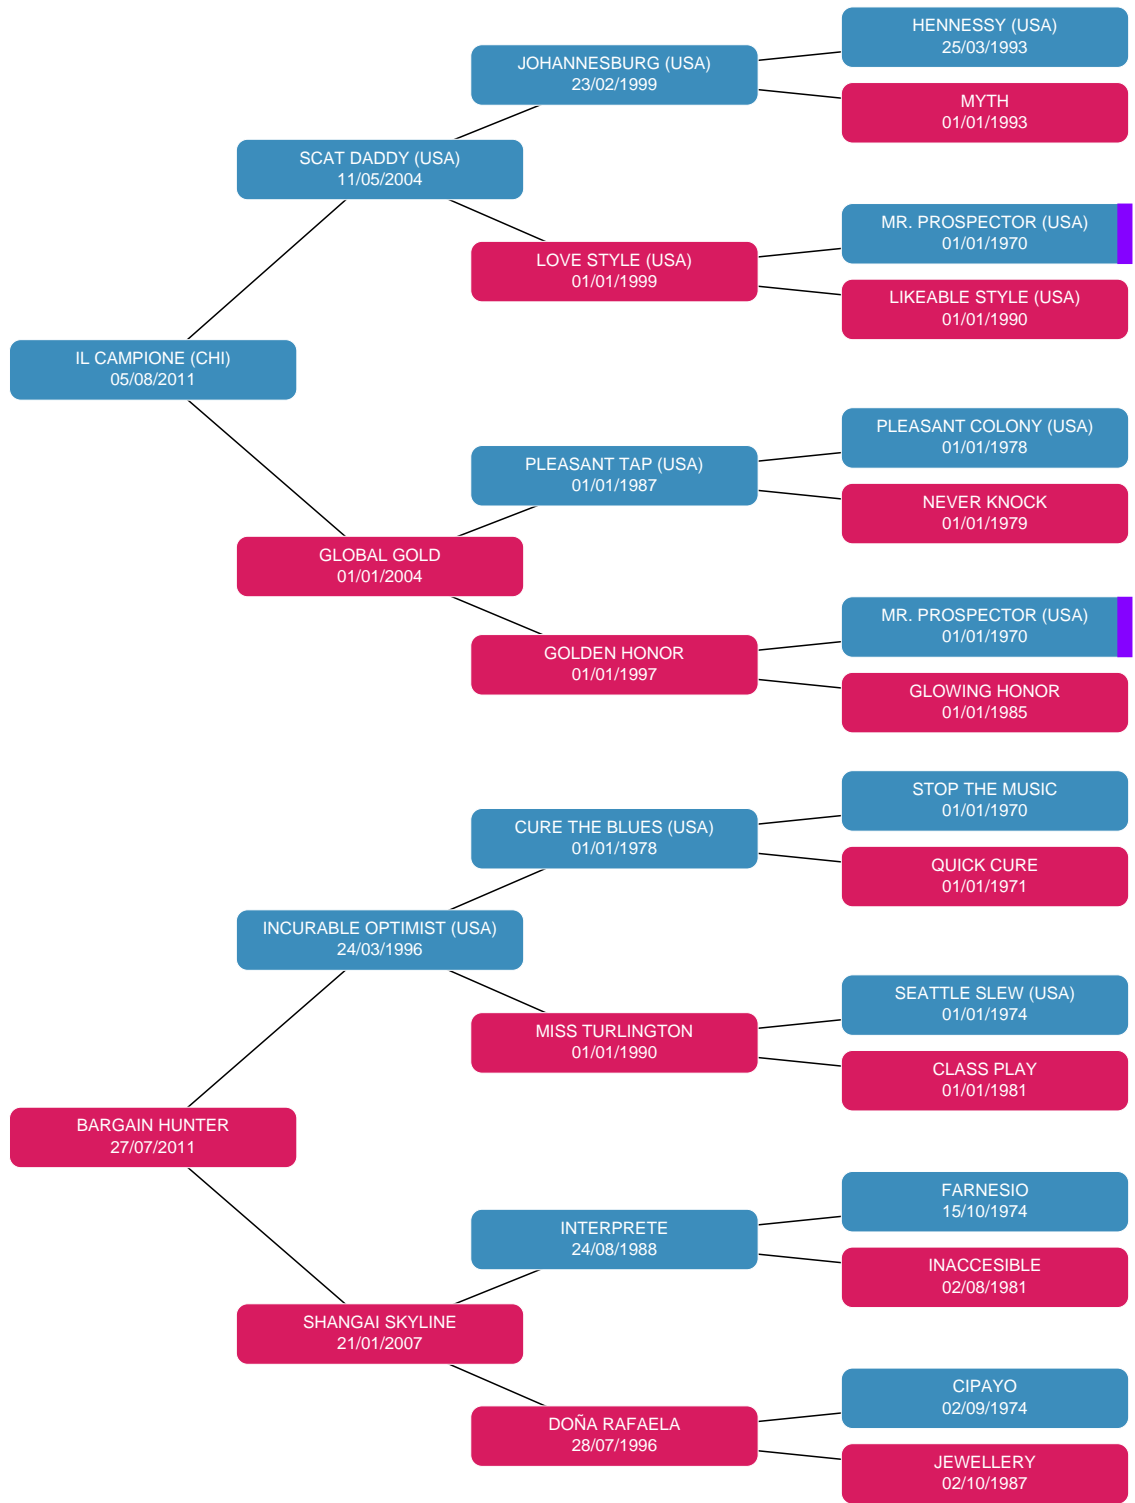 HENNESSY (USA)
25/03/1993
JOHANNESBURG (USA)
23/02/1999
MYTH
01/01/1993
SCAT DADDY (USA)
11/05/2004
MR. PROSPECTOR (USA)
01/01/1970
LOVE STYLE (USA)
01/01/1999
LIKEABLE STYLE (USA)
01/01/1990
IL CAMPIONE (CHI)
05/08/2011
PLEASANT COLONY (USA)
01/01/1978
PLEASANT TAP (USA)
01/01/1987
NEVER KNOCK
01/01/1979
GLOBAL GOLD
01/01/2004
MR. PROSPECTOR (USA)
01/01/1970
GOLDEN HONOR
01/01/1997
GLOWING HONOR
01/01/1985
STOP THE MUSIC
01/01/1970
CURE THE BLUES (USA)
01/01/1978
QUICK CURE
01/01/1971
INCURABLE OPTIMIST (USA)
24/03/1996
SEATTLE SLEW (USA)
01/01/1974
MISS TURLINGTON
01/01/1990
CLASS PLAY
01/01/1981
BARGAIN HUNTER
27/07/2011
FARNESIO
15/10/1974
INTERPRETE
24/08/1988
INACCESIBLE
02/08/1981
SHANGAI SKYLINE
21/01/2007
CIPAYO
02/09/1974
DOÑA RAFAELA
28/07/1996
JEWELLERY
02/10/1987